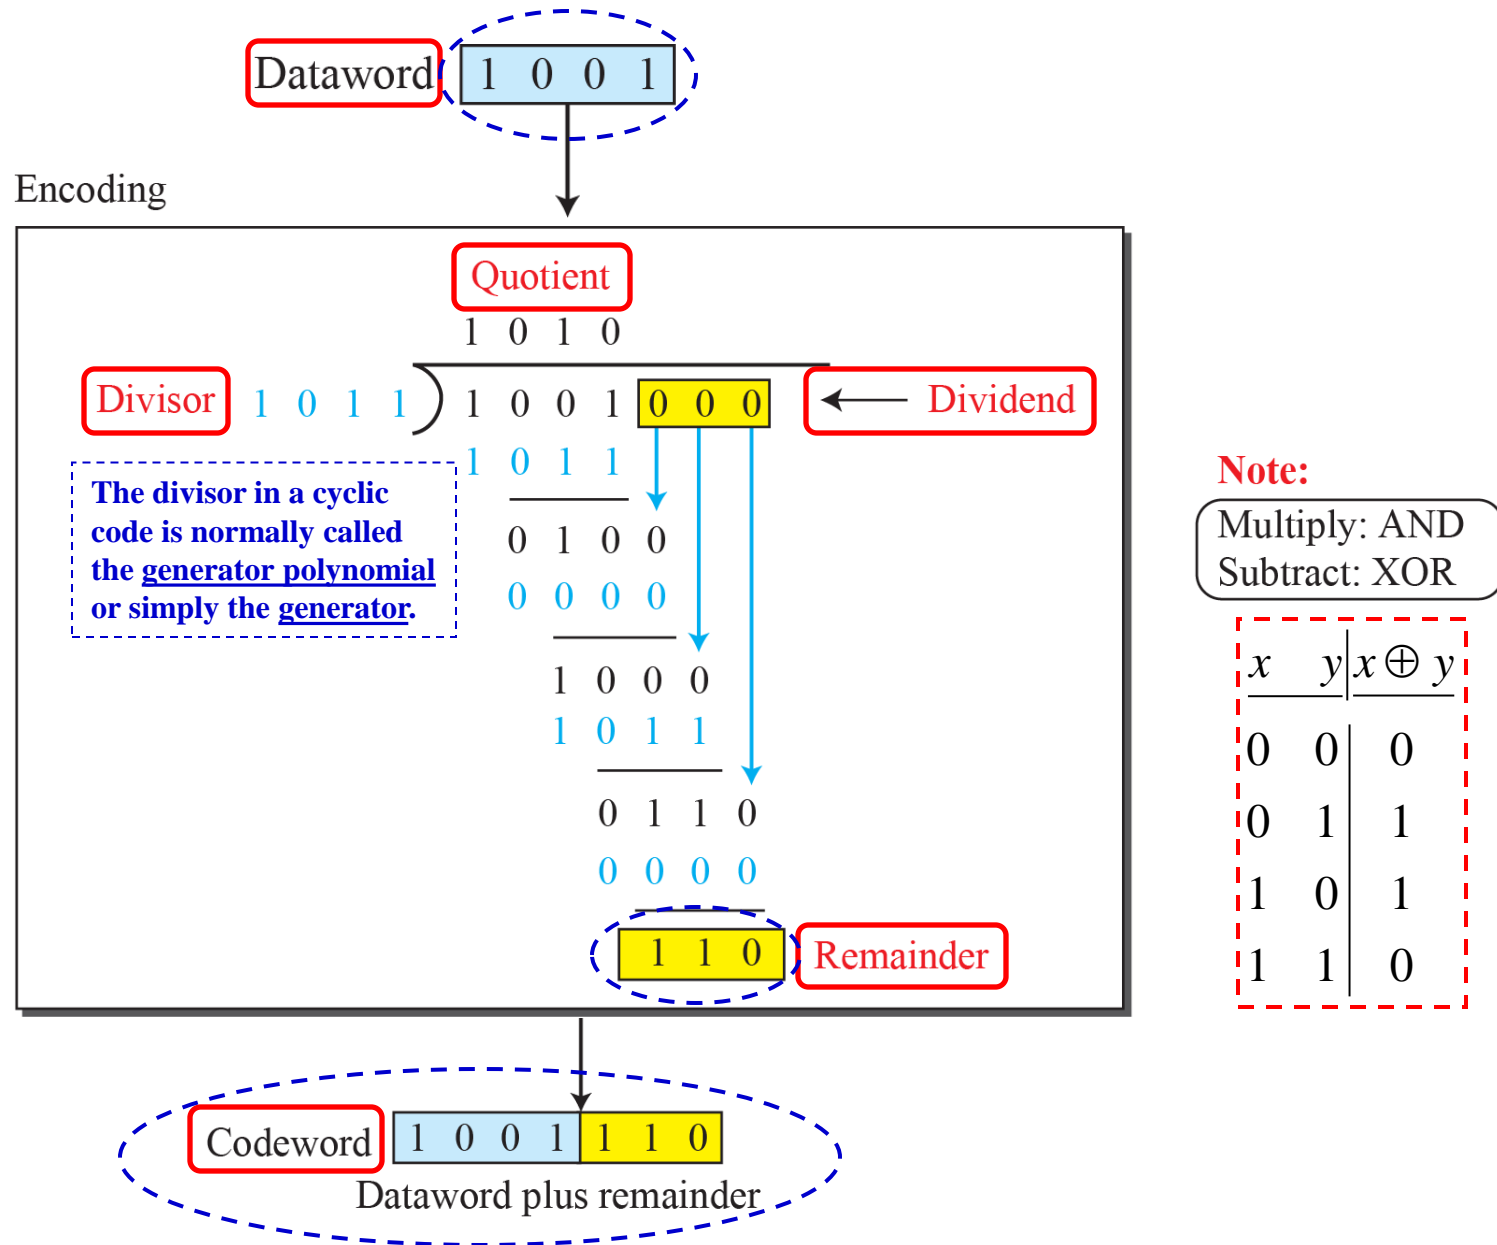 Dataword 1 0 0 1
Encoding
Quotient
1 0 1 0
Divisor 1 0 1 1 1 0 0 1 0 0 0 Dividend
1 0 1 1
The divisor in a cyclic
code is normally called
the generator polynomial
or simply the generator.
0 1 0 0
0 0 0 0
1 0 0 0
1 0 1 1
0 1 1 0
0 0 0 0
1 1 0 Remainder
Codeword 1 0 0 1 1 1 0
Dataword plus remainder
Note:
Multiply: AND
Subtract: XOR
x y x ⊕ y
0 0 0
0 1 1
1 0 1
1 1 0